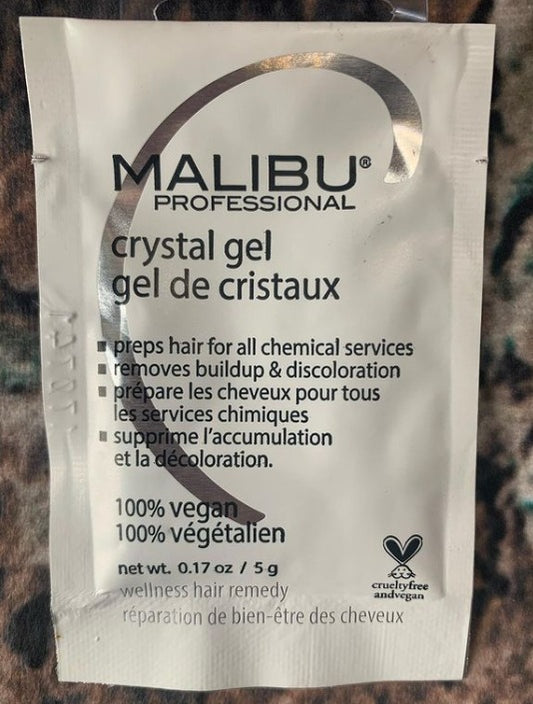 MALIBU®
PROFESSIONAL
crystal gel
gel de cristaux
▪ preps hair for all chemical services
▪ removes buildup & discoloration
▪ prépare les cheveux pour tous
les services chimiques
▪ supprime l'accumulation
et la décoloration.
100% vegan
100% végétalien
net wt. 0.17 oz / 5 g
wellness hair remedy
réparation de bien-être des cheveux
crueltyfree
andvegan